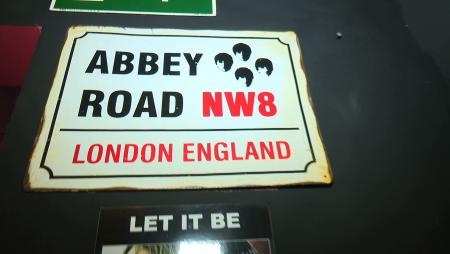 ABBEY
ROAD NW8
LONDON ENGLAND
LET IT BE